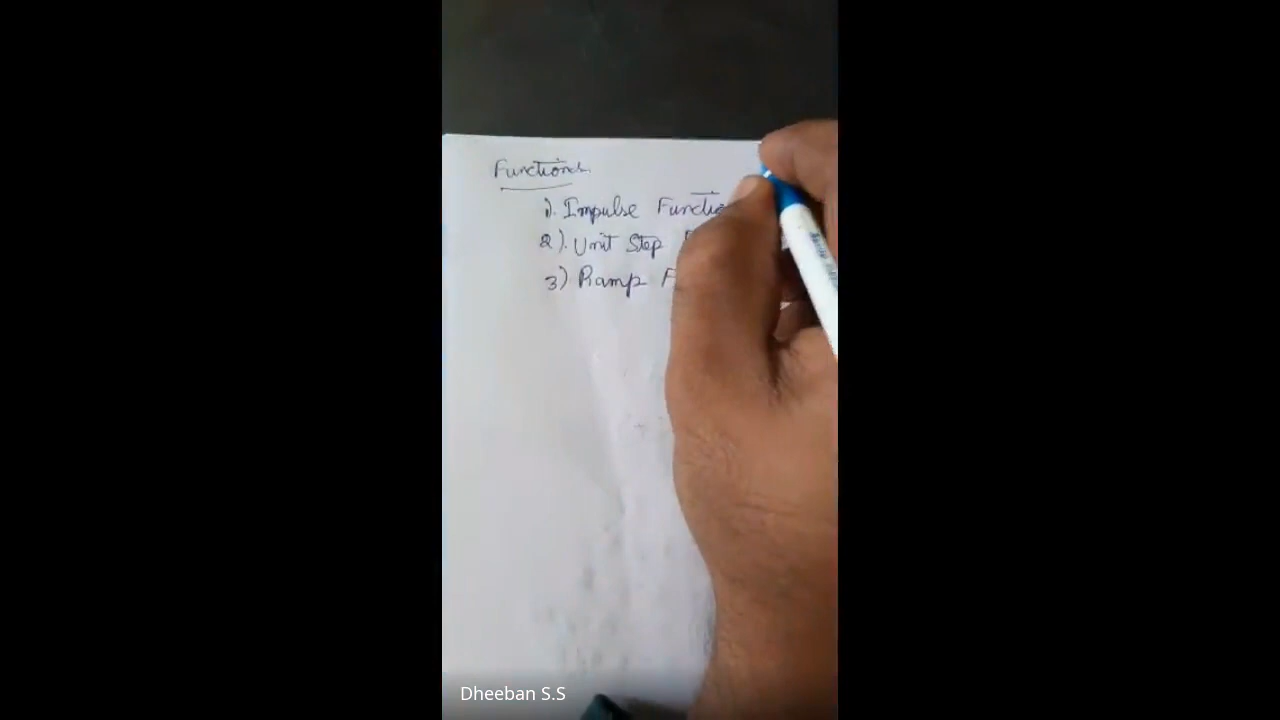 Functions.
1). Impulse Functio
2). Unit Step F
3) Ramp F
Dheeban S.S